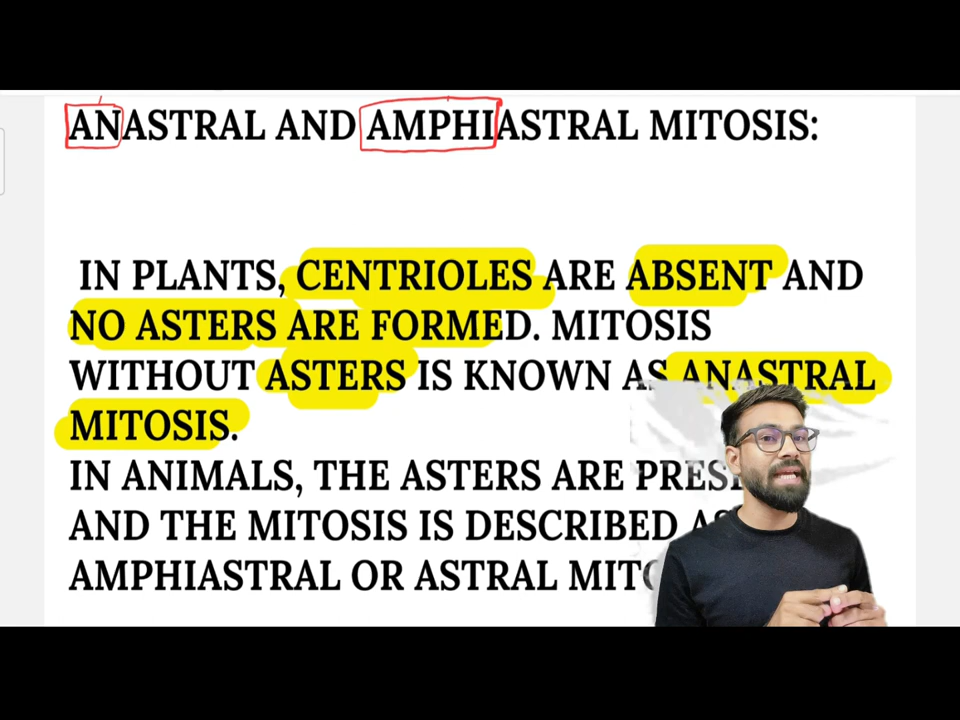 ANASTRAL AND AMPHIASTRAL MITOSIS:
IN PLANTS, CENTRIOLES ARE ABSENT AND
NO ASTERS ARE FORMED. MITOSIS
WITHOUT ASTERS IS KNOWN AS ANASTRAL
MITOSIS.
IN ANIMALS, THE ASTERS ARE
AND THE MITOSIS IS DESCRIBED AS
AMPHIASTRAL OR ASTRAL